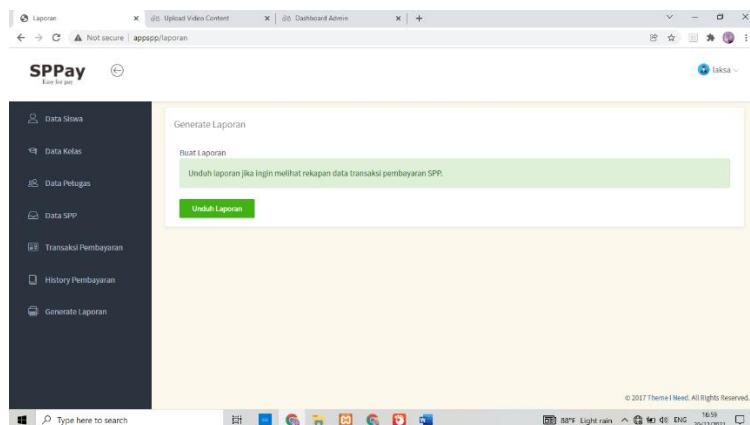 Laporan
Upload Video Content
Dashboard Admin
Not secure | appspp/laporan
SPPay
Easy for pay
laksa
Data Siswa
Data Kelas
Data Petugas
Data SPP
Transaksi Pembayaran
History Pembayaran
Generate Laporan
Generate Laporan
Buat Laporan
Unduh laporan jika ingin melihat rekapan data transaksi pembayaran SPP.
Unduh Laporan
© 2017 Theme I Need. All Rights Reserved.
Type here to search
88°F Light rain
ENG
16:59